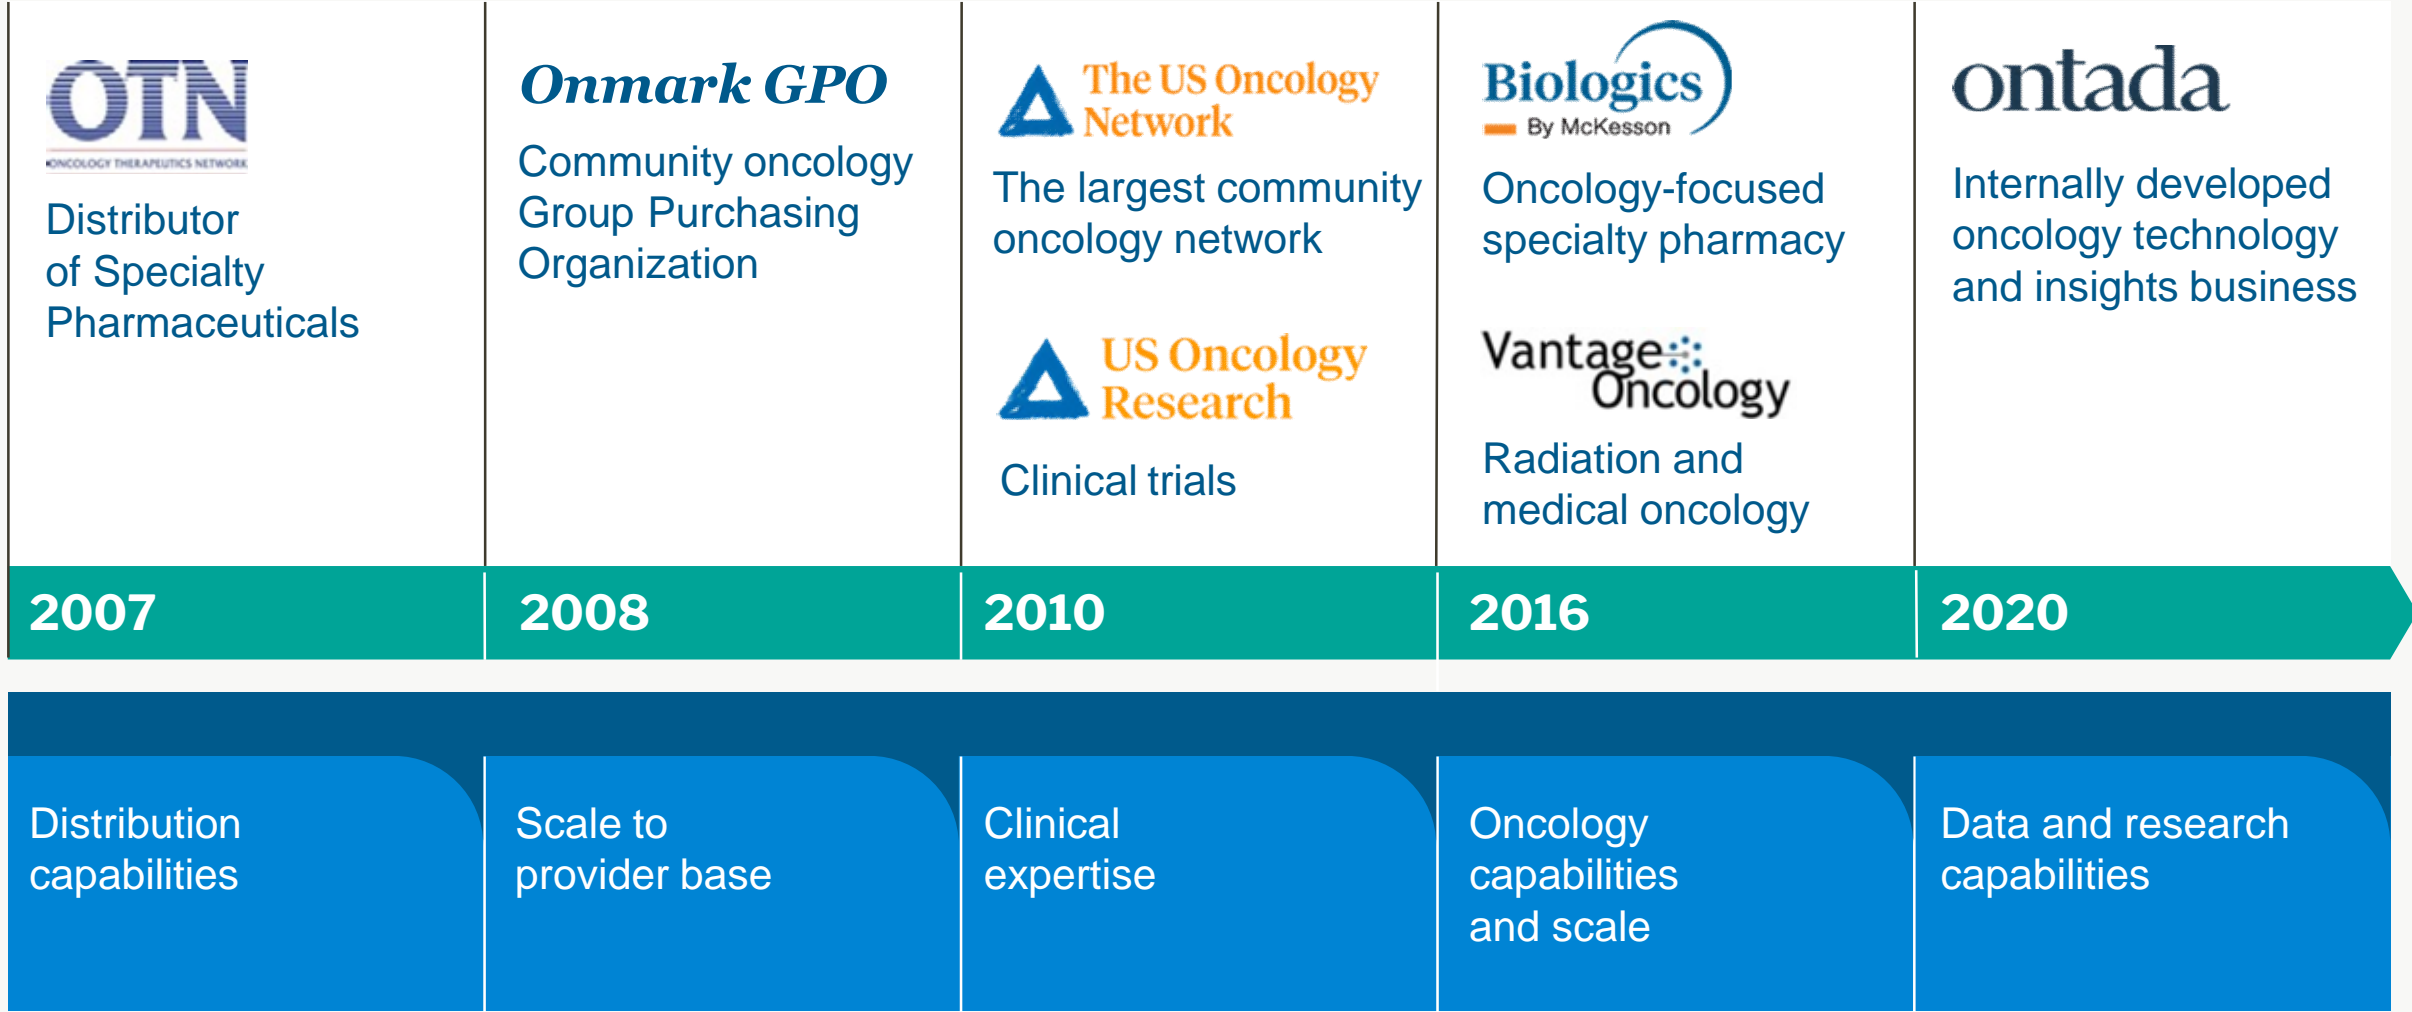 OTN
ONCOLOGY THERAPEUTICS NETWORK
Distributor
of Specialty
Pharmaceuticals
Onmark GPO
Community oncology
Group Purchasing
Organization
The US Oncology
Network
The largest community
oncology network
US Oncology
Research
Clinical trials
Biologics
By McKesson
Oncology-focused
specialty pharmacy
Vantage
Oncology
Radiation and
medical oncology
ontada
Internally developed
oncology technology
and insights business
2007
2008
2010
2016
2020
Distribution
capabilities
Scale to
provider base
Clinical
expertise
Oncology
capabilities
and scale
Data and research
capabilities